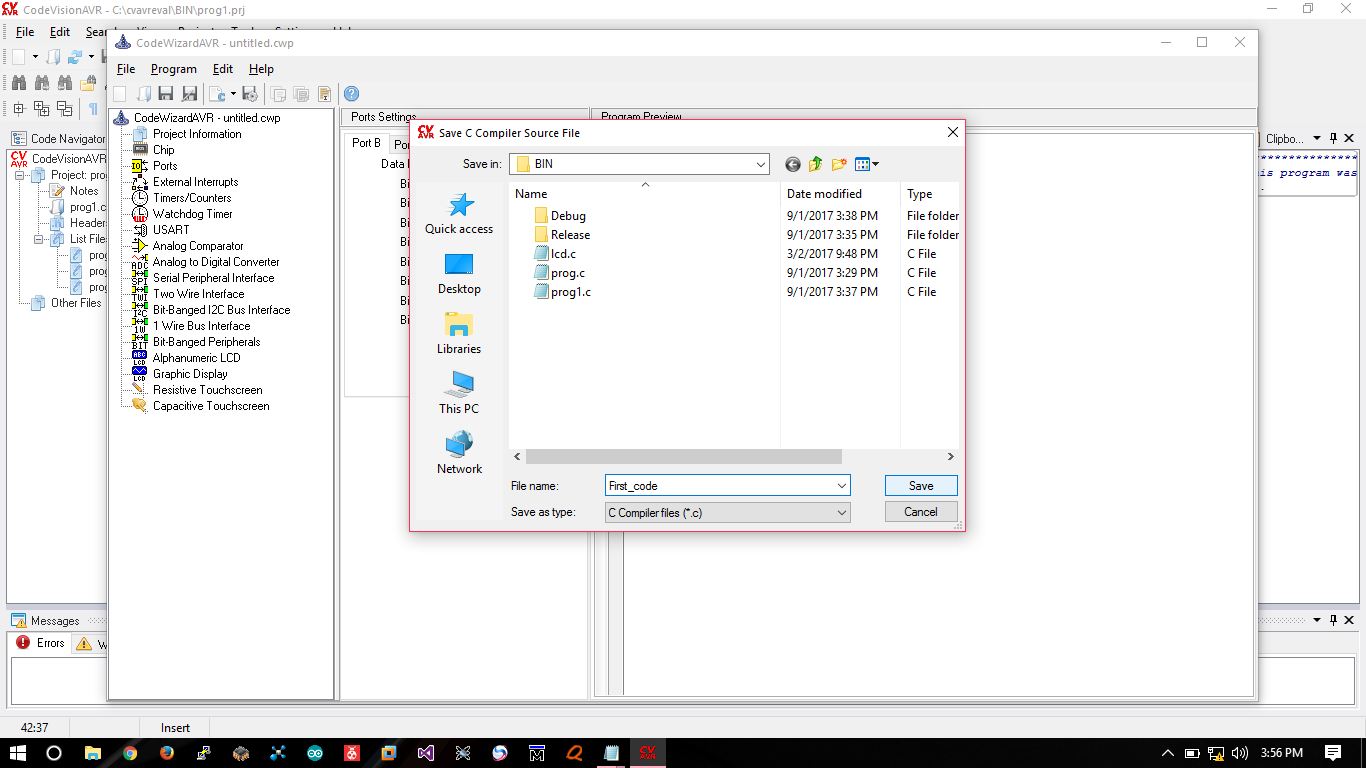 CodeVisionAVR - C:\cvavreval\BIN\prog1.prj
File Edit
CodeWizardAVR - untitled.cwp
File Program Edit Help
CodeWizardAVR - untitled.cwp
Project Information
Chip
Ports
External Interrupts
Timers/Counters
Watchdog Timer
USART
Analog Comparator
Analog to Digital Converter
Serial Peripheral Interface
Two Wire Interface
Bit-Banged I2C Bus Interface
1 Wire Bus Interface
Bit-Banged Peripherals
Alphanumeric LCD
Graphic Display
Resistive Touchscreen
Capacitive Touchscreen
Code Navigator
CodeVisionAVR
Project: pro
Notes
prog1.c
Header
List File
prog
prog
prog
Other Files
Ports Settings
Program Preview
Port B Po
Data
Bi
Bi
Bi
Bi
Bi
Bi
Bi
Bi
Save C Compiler Source File
Save in: BIN
Quick access
Desktop
Libraries
This PC
Network
Name Date modified Type
Debug 9/1/2017 3:38 PM File folder
Release 9/1/2017 3:35 PM File folder
lcd.c 3/2/2017 9:48 PM C File
prog.c 9/1/2017 3:29 PM C File
prog1.c 9/1/2017 3:37 PM C File
File name: First_code Save
Save as type: C Compiler files (*.c) Cancel
Clipbo...
**************
is program was
.
Messages
Errors W
42:37 Insert
3:56 PM